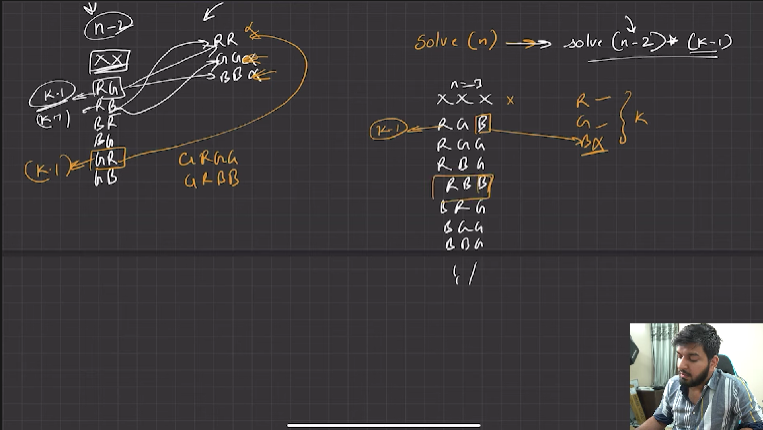 n-2
XX
K-1
RG
(K-1)
RB
BR
BG
(K-1)
GR
GB
RR x
GG x
BB x
GRGG
GRBB
Solve (n) → solve (n-2) * (K-1)
n=3
X X X x
K-1
R G B
R G G
R B G
R B B
B R G
B G G
B B G
R
G
B x
K